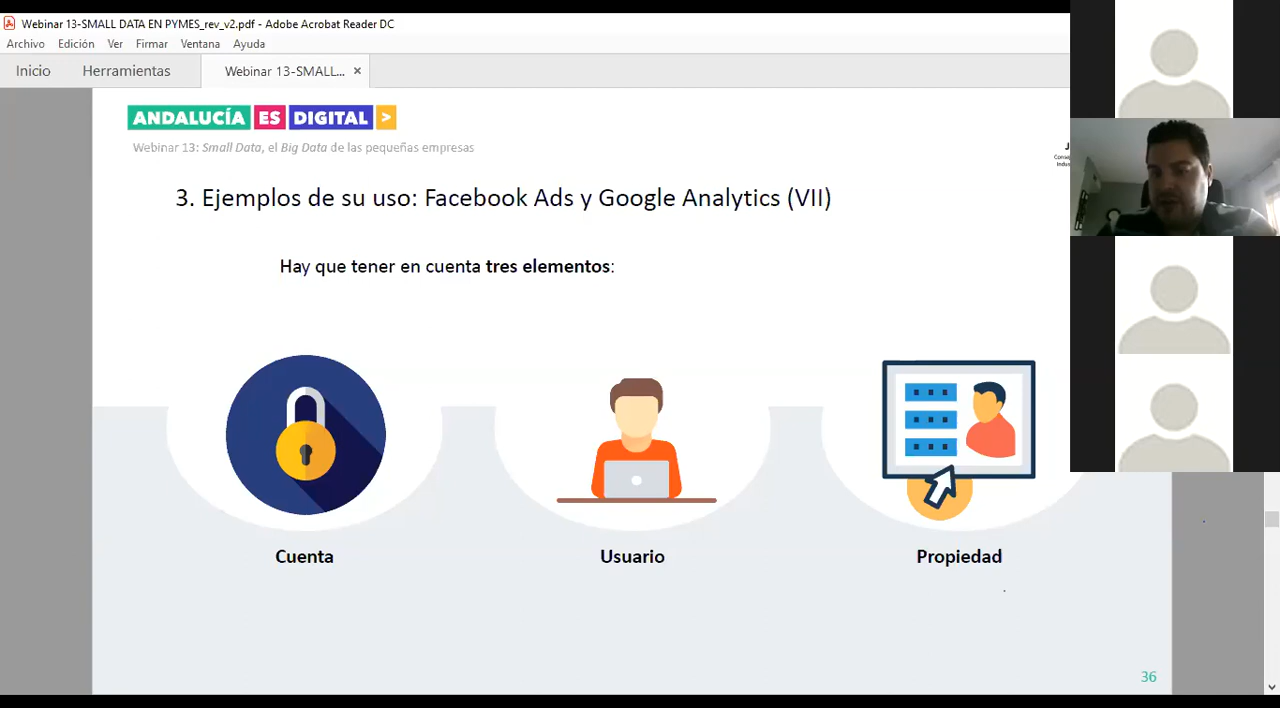 Webinar 13-SMALL DATA EN PYMES_rev_v2.pdf - Adobe Acrobat Reader DC
Archivo Edición Ver Firmar Ventana Ayuda
Inicio Herramientas Webinar 13-SMALL... ×
ANDALUCÍA ES DIGITAL >
Webinar 13: Small Data, el Big Data de las pequeñas empresas
3. Ejemplos de su uso: Facebook Ads y Google Analytics (VII)
Hay que tener en cuenta tres elementos:
Cuenta Usuario Propiedad
36